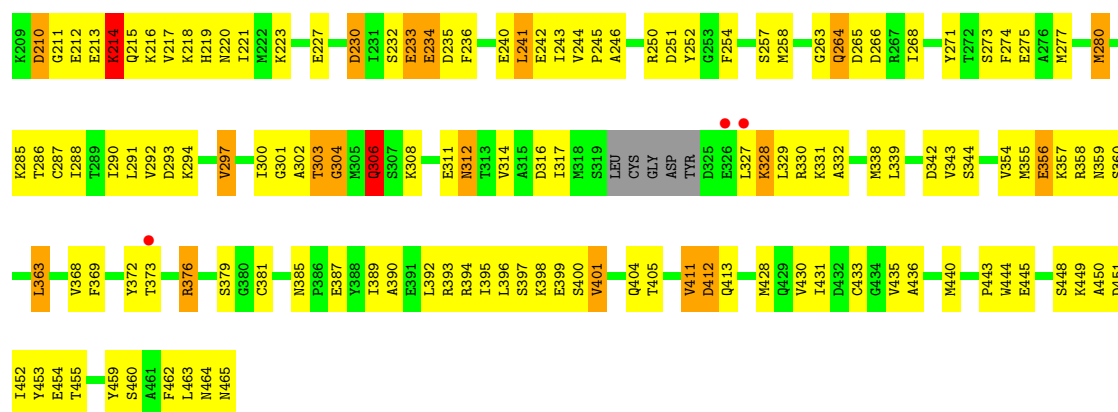 K209 D210 G211 E212 E213 K214 Q215 K216 V217 K218 H219 N220 I221 M222 K223 E227 D230 I231 S232 E233 E234 D235 F236 E240 L241 E242 I243 V244 P245 A246 R250 D251 Y252 G253 F254 S257 M258 G263 Q264 D265 D266 R267 I268 Y271 T272 S273 F274 E275 A276 M277 M280
K285 T286 C287 I288 T289 I290 L291 V292 D293 K294 V297 I300 G301 A302 T303 G304 M305 Q306 S307 K308 E311 N312 T313 V314 A315 D316 I317 M318 S319 LEU CYS GLY ASP TYR D325 E326 L327 K328 L329 R330 K331 A332 M338 L339 D342 V343 S344 V354 M355 E356 K357 R358 N359 S360
L363 V368 F369 Y372 T373 R376 S379 G380 C381 N385 P386 E387 Y388 I389 A390 E391 L392 R393 R394 I395 L396 S397 K398 E399 S400 V401 Q404 T405 V411 D412 Q413 M428 Q429 V430 I431 D432 C433 G434 V435 A436 M440 P443 W444 E445 S448 K449 A450 D451
I452 Y453 E454 T455 Y459 S460 A461 F462 L463 N464 N465